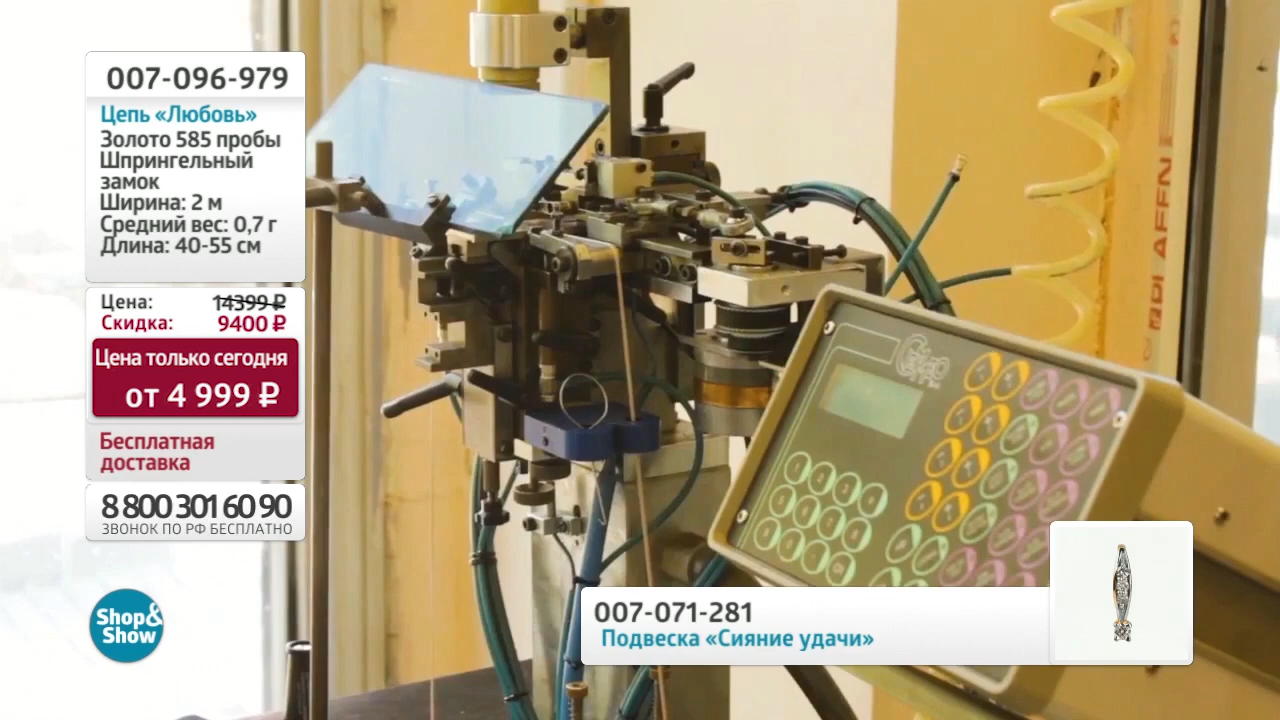 007-096-979
Цепь «Любовь»
Золото 585 пробы
Шпрингельный
замок
Ширина: 2 м
Средний вес: 0,7 г
Длина: 40-55 см
Цена: 14399 ₽
Скидка: 9400 ₽
Цена только сегодня
от 4 999 ₽
Бесплатная
доставка
8 800 301 60 90
ЗВОНОК ПО РФ БЕСПЛАТНО
Shop&
Show
007-071-281
Подвеска «Сияние удачи»